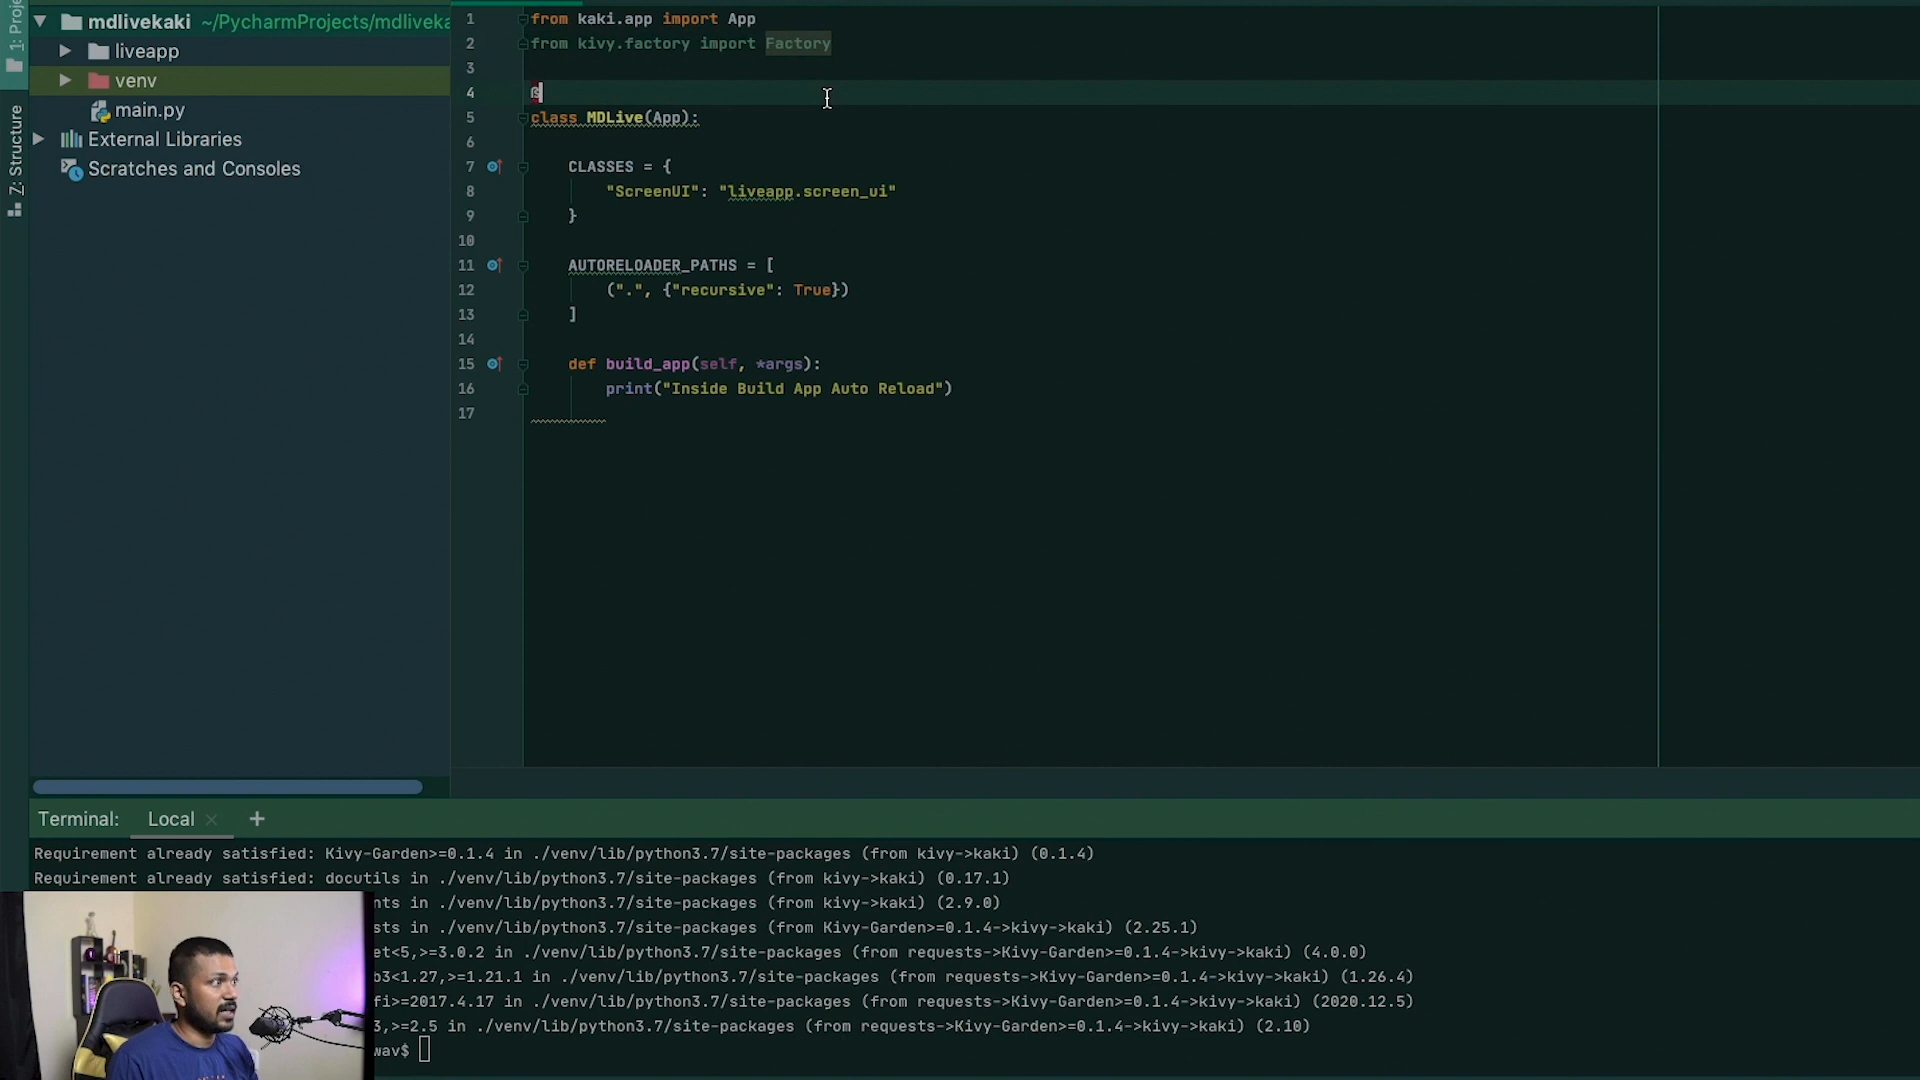 1: Proje
7: Structure
mdlivekaki ~/PycharmProjects/mdliveka
liveapp
venv
main.py
External Libraries
Scratches and Consoles
1 from kaki.app import App
2 from kivy.factory import Factory
3
4
5 class MDLive(App):
6
7 CLASSES = {
8 "ScreenUI": "liveapp.screen_ui"
9 }
10
11 AUTORELOADER_PATHS = [
12 (".", {"recursive": True})
13 ]
14
15 def build_app(self, *args):
16 print("Inside Build App Auto Reload")
17
Terminal: Local × +
Requirement already satisfied: Kivy-Garden>=0.1.4 in ./venv/lib/python3.7/site-packages (from kivy->kaki) (0.1.4)
Requirement already satisfied: docutils in ./venv/lib/python3.7/site-packages (from kivy->kaki) (0.17.1)
nts in ./venv/lib/python3.7/site-packages (from kivy->kaki) (2.9.0)
sts in ./venv/lib/python3.7/site-packages (from Kivy-Garden>=0.1.4->kivy->kaki) (2.25.1)
et<5,>=3.0.2 in ./venv/lib/python3.7/site-packages (from requests->Kivy-Garden>=0.1.4->kivy->kaki) (4.0.0)
b3<1.27,>=1.21.1 in ./venv/lib/python3.7/site-packages (from requests->Kivy-Garden>=0.1.4->kivy->kaki) (1.26.4)
fi>=2017.4.17 in ./venv/lib/python3.7/site-packages (from requests->Kivy-Garden>=0.1.4->kivy->kaki) (2020.12.5)
3,>=2.5 in ./venv/lib/python3.7/site-packages (from requests->Kivy-Garden>=0.1.4->kivy->kaki) (2.10)
wav$